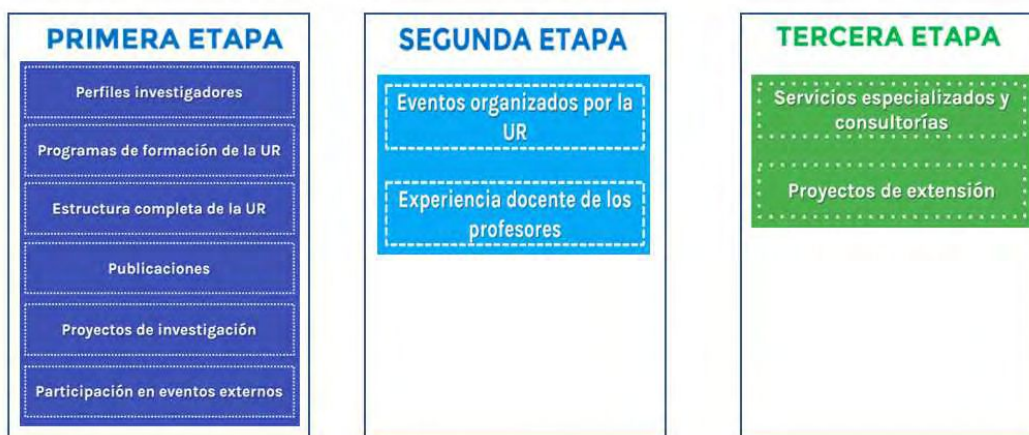 PRIMERA ETAPA
Perfiles investigadores
Programas de formación de la UR
Estructura completa de la UR
Publicaciones
Proyectos de investigación
Participación en eventos externos
SEGUNDA ETAPA
Eventos organizados por la
UR
Experiencia docente de los
profesores
TERCERA ETAPA
Servicios especializados y
consultorías
Proyectos de extensión